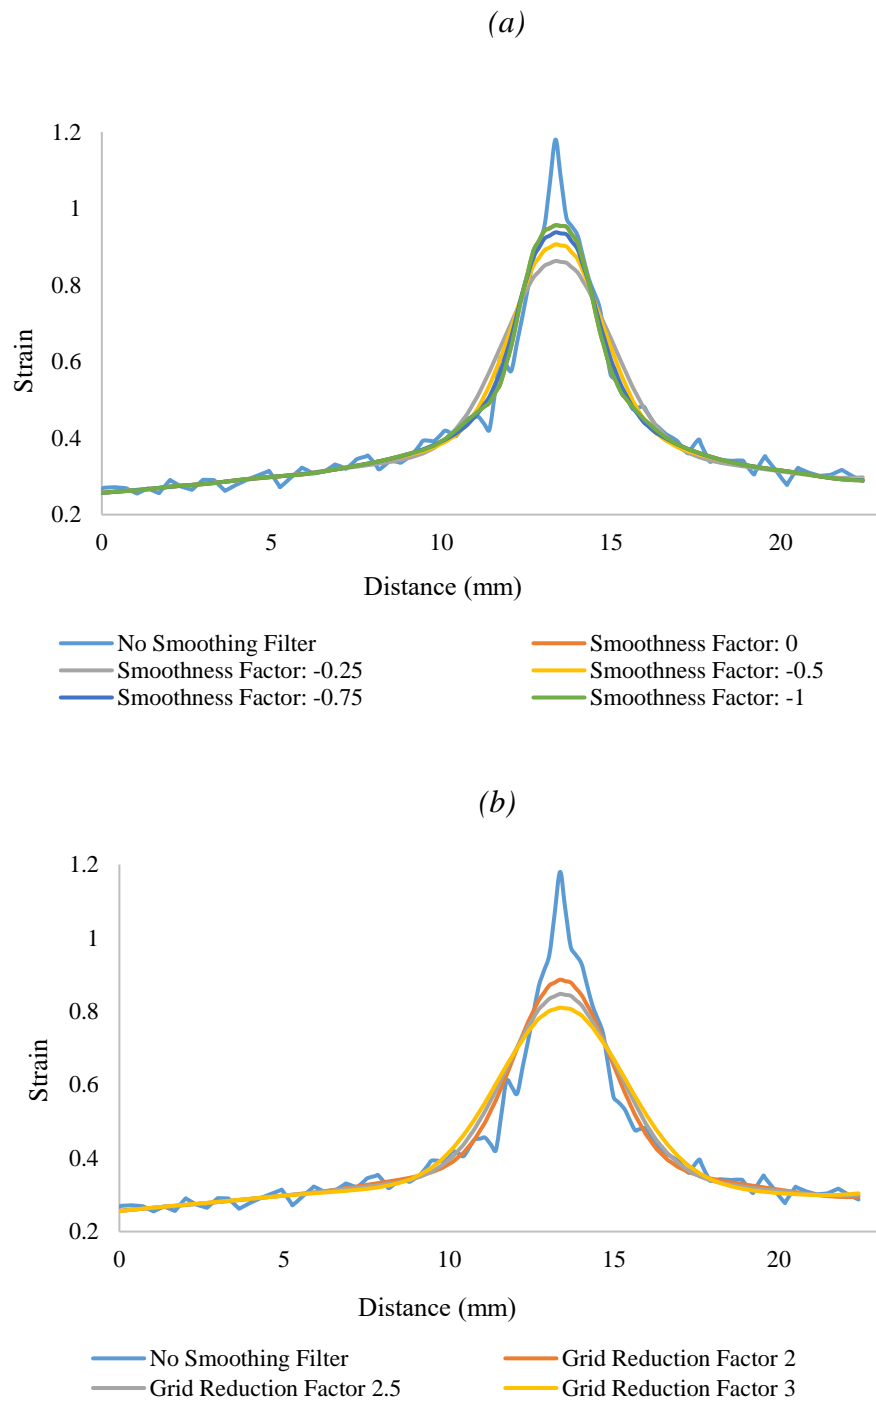 (a)
1.2
1
0.8
0.6
0.4
0.2
0 5 10 15 20
Strain
Distance (mm)
No Smoothing Filter Smoothness Factor: 0
Smoothness Factor: -0.25 Smoothness Factor: -0.5
Smoothness Factor: -0.75 Smoothness Factor: -1
(b)
1.2
1
0.8
0.6
0.4
0.2
0 5 10 15 20
Strain
Distance (mm)
No Smoothing Filter Grid Reduction Factor 2
Grid Reduction Factor 2.5 Grid Reduction Factor 3